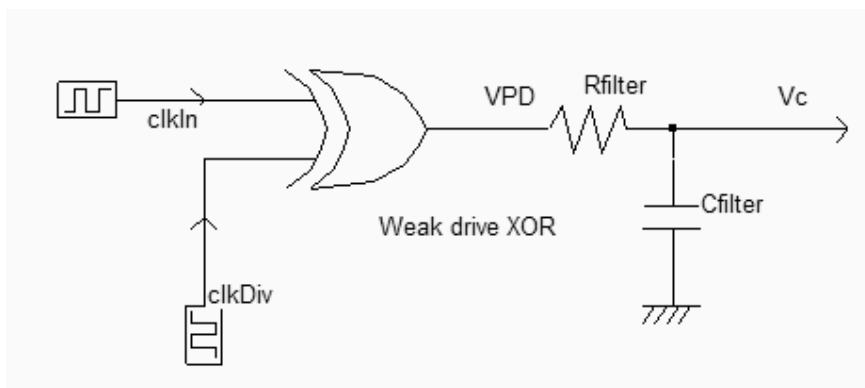 clkIn
VPD
Rfilter
Vc
Cfilter
Weak drive XOR
clkDiv